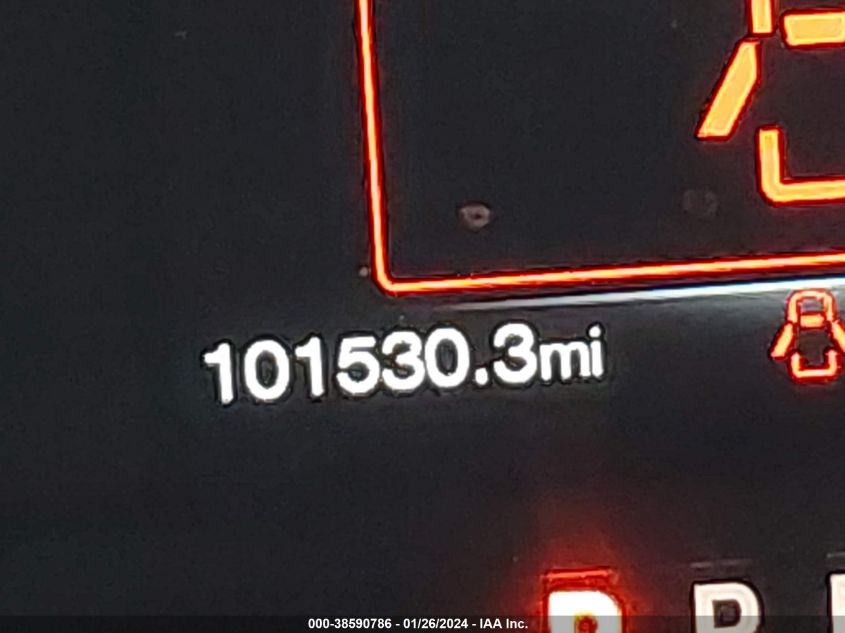 101530.3mi
P R
000-38590786 - 01/26/2024 - IAA Inc.